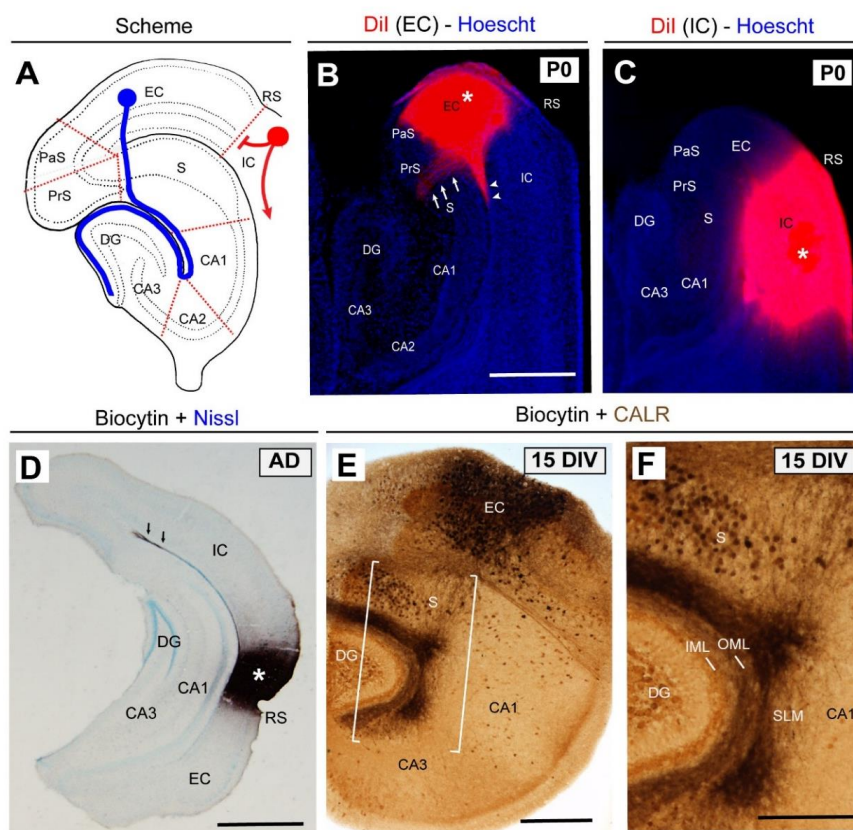 Scheme
DiI (EC) - Hoescht
DiI (IC) - Hoescht
A
EC
RS
PaS
IC
S
PrS
DG
CA1
CA3
CA2
B
P0
EC
*
RS
PaS
PrS
IC
S
DG
CA1
CA3
CA2
C
P0
PaS
EC
RS
PrS
DG
S
IC
*
CA3
CA1
Biocytin + Nissl
Biocytin + CALR
D
AD
IC
DG
CA1
*
CA3
RS
EC
E
15 DIV
EC
S
DG
CA1
CA3
F
15 DIV
S
IML
OML
DG
SLM
CA1